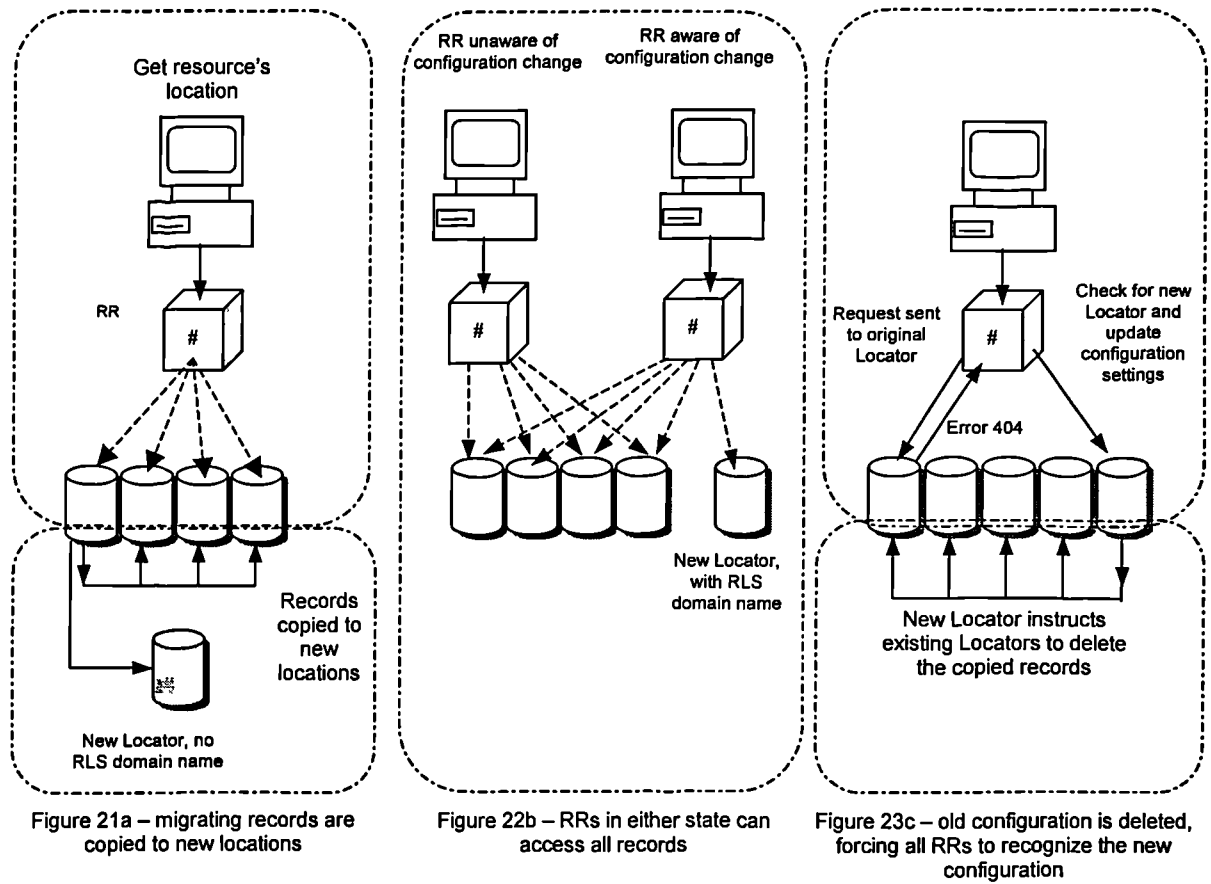 Get resource's
location
RR
#
Records
copied to
new
locations
New Locator, no
RLS domain name
Figure 21a – migrating records are
copied to new locations
RR unaware of
configuration change
RR aware of
configuration change
#
#
New Locator,
with RLS
domain name
Figure 22b – RRs in either state can
access all records
Request sent
to original
Locator
#
Check for new
Locator and
update
configuration
settings
Error 404
New Locator instructs
existing Locators to delete
the copied records
Figure 23c – old configuration is deleted,
forcing all RRs to recognize the new
configuration